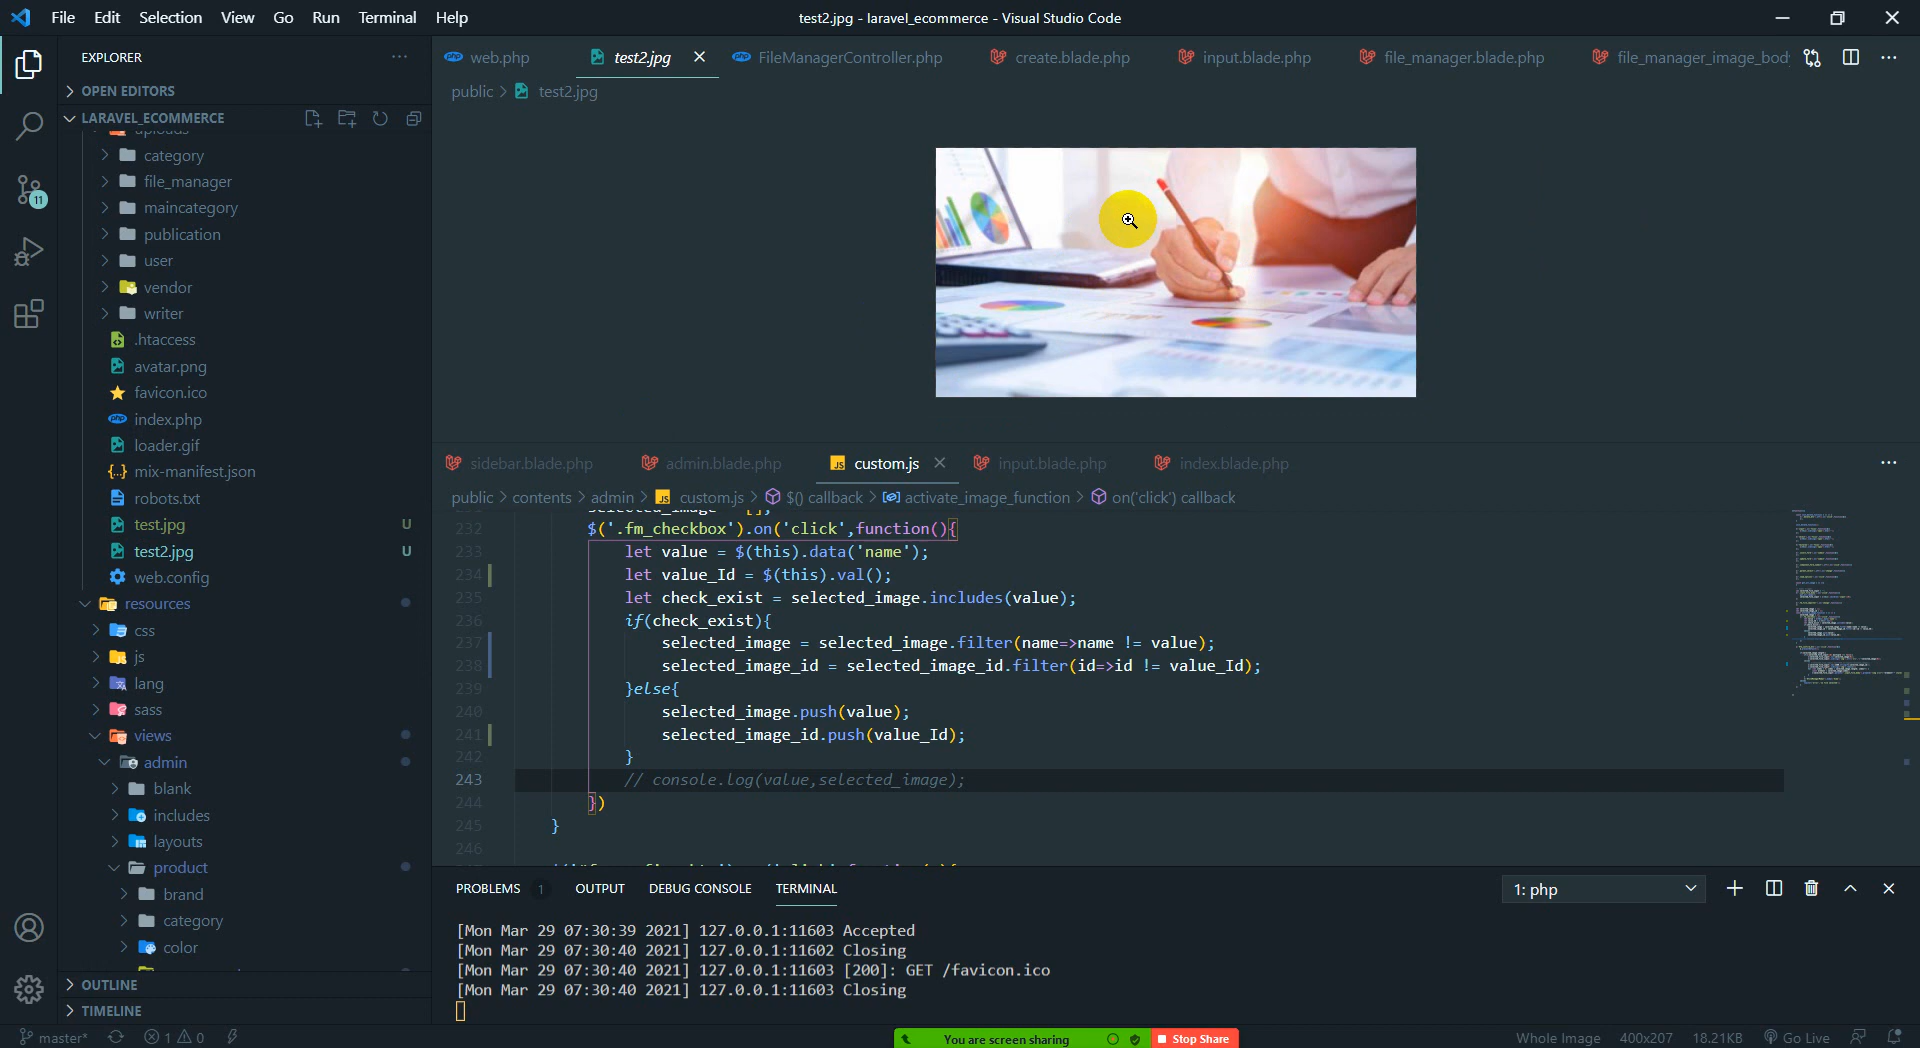 File Edit Selection View Go Run Terminal Help
test2.jpg - laravel_ecommerce - Visual Studio Code
EXPLORER
OPEN EDITORS
LARAVEL_ECOMMERCE
uploads
category
file_manager
maincategory
publication
user
vendor
writer
.htaccess
avatar.png
favicon.ico
index.php
loader.gif
mix-manifest.json
robots.txt
test.jpg U
test2.jpg U
web.config
resources
css
js
lang
sass
views
admin
blank
includes
layouts
product
brand
category
color
OUTLINE
TIMELINE
11
web.php test2.jpg FileManagerController.php create.blade.php input.blade.php file_manager.blade.php file_manager_image_bod
public > test2.jpg
sidebar.blade.php admin.blade.php custom.js input.blade.php index.blade.php
public > contents > admin > custom.js > $() callback > activate_image_function > on('click') callback
232 $('.fm_checkbox').on('click',function(){
233 let value = $(this).data('name');
234 let value_Id = $(this).val();
235 let check_exist = selected_image.includes(value);
236 if(check_exist){
237 selected_image = selected_image.filter(name=>name != value);
238 selected_image_id = selected_image_id.filter(id=>id != value_Id);
239 }else{
240 selected_image.push(value);
241 selected_image_id.push(value_Id);
242 }
243 // console.log(value,selected_image);
244 })
245 }
246
PROBLEMS 1 OUTPUT DEBUG CONSOLE TERMINAL
1: php
[Mon Mar 29 07:30:39 2021] 127.0.0.1:11603 Accepted
[Mon Mar 29 07:30:40 2021] 127.0.0.1:11602 Closing
[Mon Mar 29 07:30:40 2021] 127.0.0.1:11603 [200]: GET /favicon.ico
[Mon Mar 29 07:30:40 2021] 127.0.0.1:11603 Closing
master* 1 0
You are screen sharing Stop Share
Whole Image 400x207 18.21KB Go Live